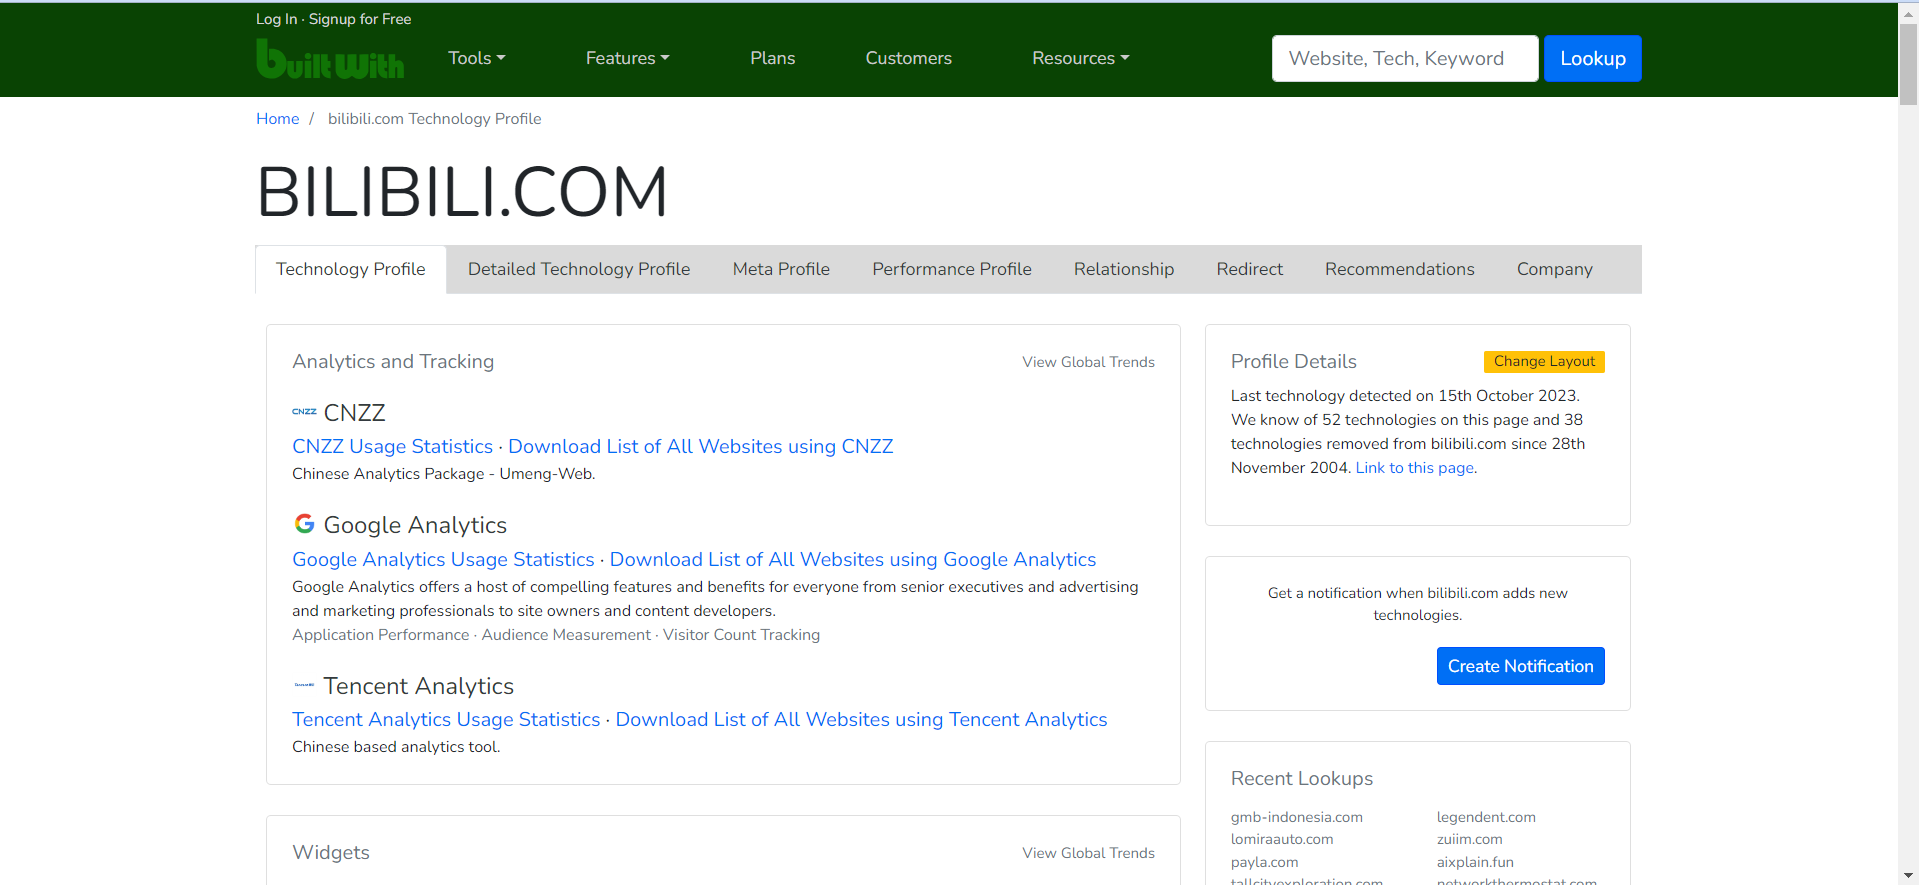 Log In · Signup for Free
built with
Tools
Features
Plans
Customers
Resources
Website, Tech, Keyword
Lookup
Home / bilibili.com Technology Profile
BILIBILI.COM
Technology Profile
Detailed Technology Profile
Meta Profile
Performance Profile
Relationship
Redirect
Recommendations
Company
Analytics and Tracking
View Global Trends
CNZZ CNZZ
CNZZ Usage Statistics · Download List of All Websites using CNZZ
Chinese Analytics Package - Umeng-Web.
Google Analytics
Google Analytics Usage Statistics · Download List of All Websites using Google Analytics
Google Analytics offers a host of compelling features and benefits for everyone from senior executives and advertising
and marketing professionals to site owners and content developers.
Application Performance · Audience Measurement · Visitor Count Tracking
Tencent Analytics
Tencent Analytics Usage Statistics · Download List of All Websites using Tencent Analytics
Chinese based analytics tool.
Widgets
View Global Trends
Profile Details
Change Layout
Last technology detected on 15th October 2023.
We know of 52 technologies on this page and 38
technologies removed from bilibili.com since 28th
November 2004. Link to this page.
Get a notification when bilibili.com adds new
technologies.
Create Notification
Recent Lookups
gmb-indonesia.com
legendent.com
lomiraauto.com
zuiim.com
payla.com
aixplain.fun
tallcityexploration.com
networkthermostat.com